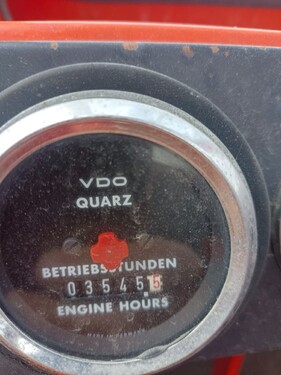 VDO
QUARZ
BETRIEBSSTUNDEN
035455
ENGINE HOURS